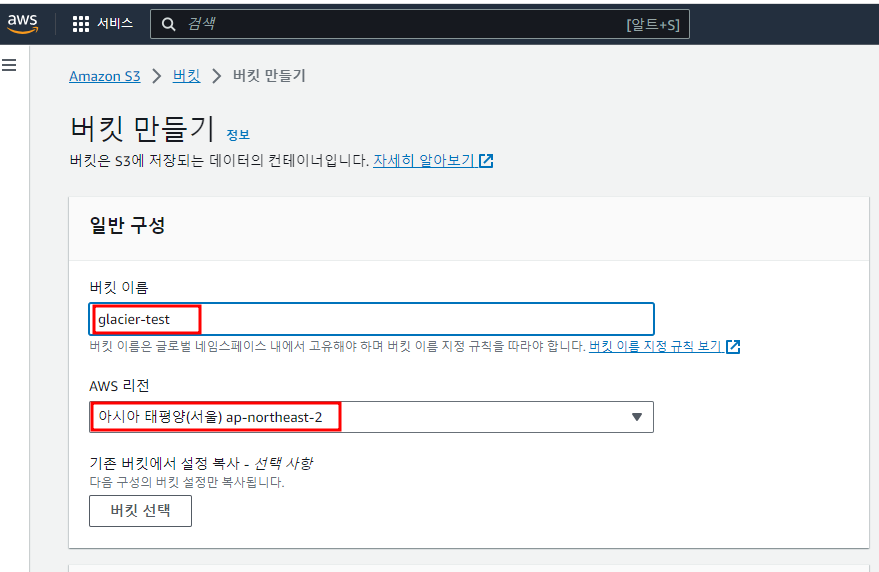 aws 서비스 검색 [알트+S]
Amazon S3 > 버킷 > 버킷 만들기
버킷 만들기 정보
버킷은 S3에 저장되는 데이터의 컨테이너입니다. 자세히 알아보기
일반 구성
버킷 이름
glacier-test
버킷 이름은 글로벌 네임스페이스 내에서 고유해야 하며 버킷 이름 지정 규칙을 따라야 합니다. 버킷 이름 지정 규칙 보기
AWS 리전
아시아 태평양(서울) ap-northeast-2
기존 버킷에서 설정 복사 - 선택 사항
다음 구성의 버킷 설정만 복사됩니다.
버킷 선택